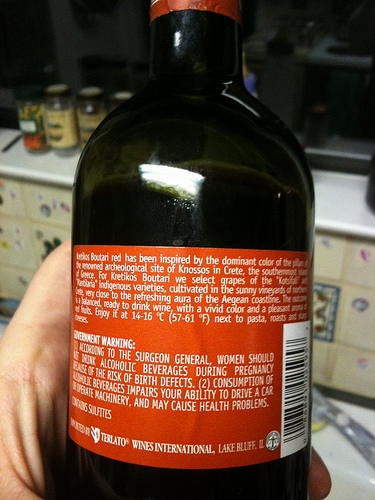 Kretikos Boutari red has been inspired by the dominant color of the pillars of
the renowned archeological site of Knossos in Crete, the southernmost island
of Greece. For Kretikos Boutari we select grapes of the "Kotsifali" and
"Mantilaria" indigenous varieties, cultivated in the sunny vineyards of northern
Crete, very close to the refreshing aura of the Aegean coastline. The outcome
is a balanced, ready to drink wine, with a vivid color and a pleasant aroma of
red fruits. Enjoy it at 14-16 °C (57-61 °F) next to pasta, roasts and sharp
cheeses.
GOVERNMENT WARNING:
(1) ACCORDING TO THE SURGEON GENERAL, WOMEN SHOULD
NOT DRINK ALCOHOLIC BEVERAGES DURING PREGNANCY
BECAUSE OF THE RISK OF BIRTH DEFECTS. (2) CONSUMPTION OF
ALCOHOLIC BEVERAGES IMPAIRS YOUR ABILITY TO DRIVE A CAR
OR OPERATE MACHINERY, AND MAY CAUSE HEALTH PROBLEMS.
CONTAINS SULFITES
IMPORTED BY TERLATO® WINES INTERNATIONAL, LAKE BLUFF, IL